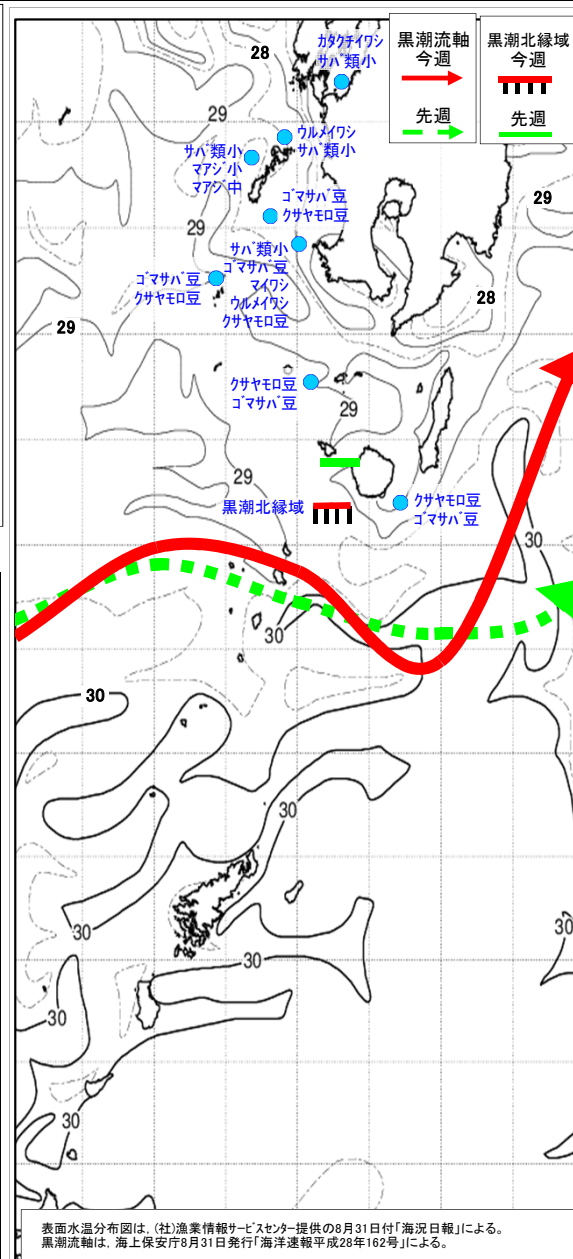 黒潮流軸
今週
先週
黒潮北縁域
今週
先週
28
カタクチイワシ
サバ類小
29
ウルメイワシ
サバ類小
サバ類小
マアジ小
マアジ中
ゴマサバ豆
クサヤモロ豆
29
29
サバ類小
ゴマサバ豆
マイワシ
ウルメイワシ
クサヤモロ豆
ゴマサバ豆
クサヤモロ豆
28
29
クサヤモロ豆
ゴマサバ豆
29
29
黒潮北縁域
クサヤモロ豆
ゴマサバ豆
30
30
30
30
30
30
30
30
30
表面水温分布図は, (社)漁業情報サービスセンター提供の8月31日付「海況日報」による。
黒潮流軸は, 海上保安庁8月31日発行「海洋速報平成28年162号」による。